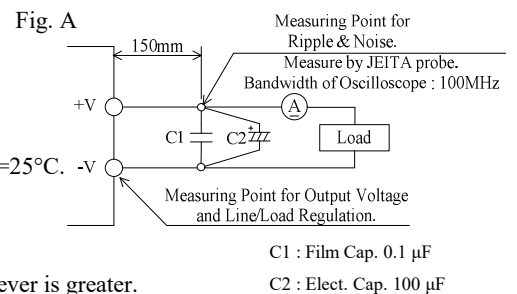 Fig. A
150mm
Measuring Point for
Ripple & Noise.
Measure by JEITA probe.
Bandwidth of Oscilloscope : 100MHz
+V
A
C1
C2
+
Load
=25°C.
-V
Measuring Point for Output Voltage
and Line/Load Regulation.
C1 : Film Cap. 0.1 μF
ever is greater.
C2 : Elect. Cap. 100 μF